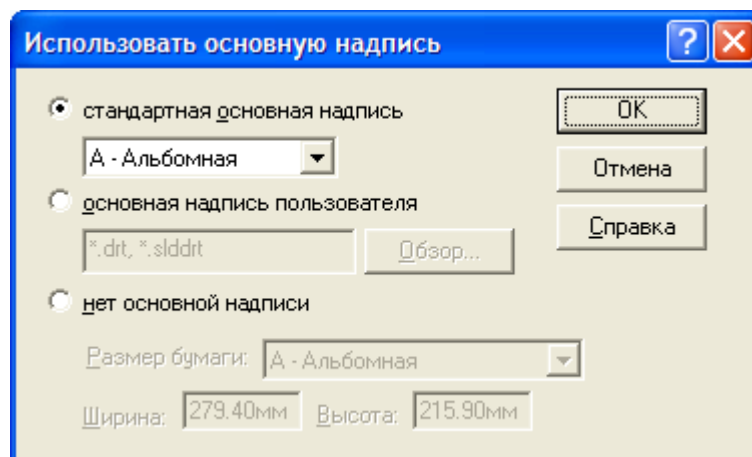 Использовать основную надпись
стандартная основная надпись
OK
А - Альбомная
Отмена
основная надпись пользователя
Справка
*.drt, *.slddrt
Обзор...
нет основной надписи
Размер бумаги: А - Альбомная
Ширина: 279.40мм Высота: 215.90мм